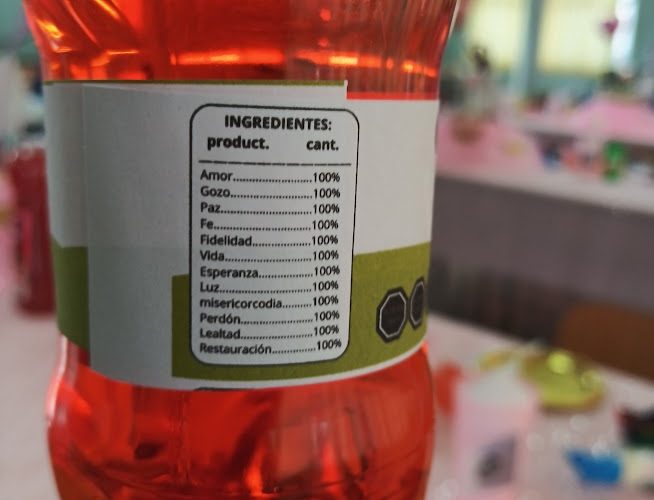 INGREDIENTES:
product. cant.
Amor..........................100%
Gozo...........................100%
Paz..............................100%
Fe................................100%
Fidelidad...................100%
Vida............................100%
Esperanza..................100%
Luz..............................100%
misericorcodia.........100%
Perdón.......................100%
Lealtad.......................100%
Restauración.............100%